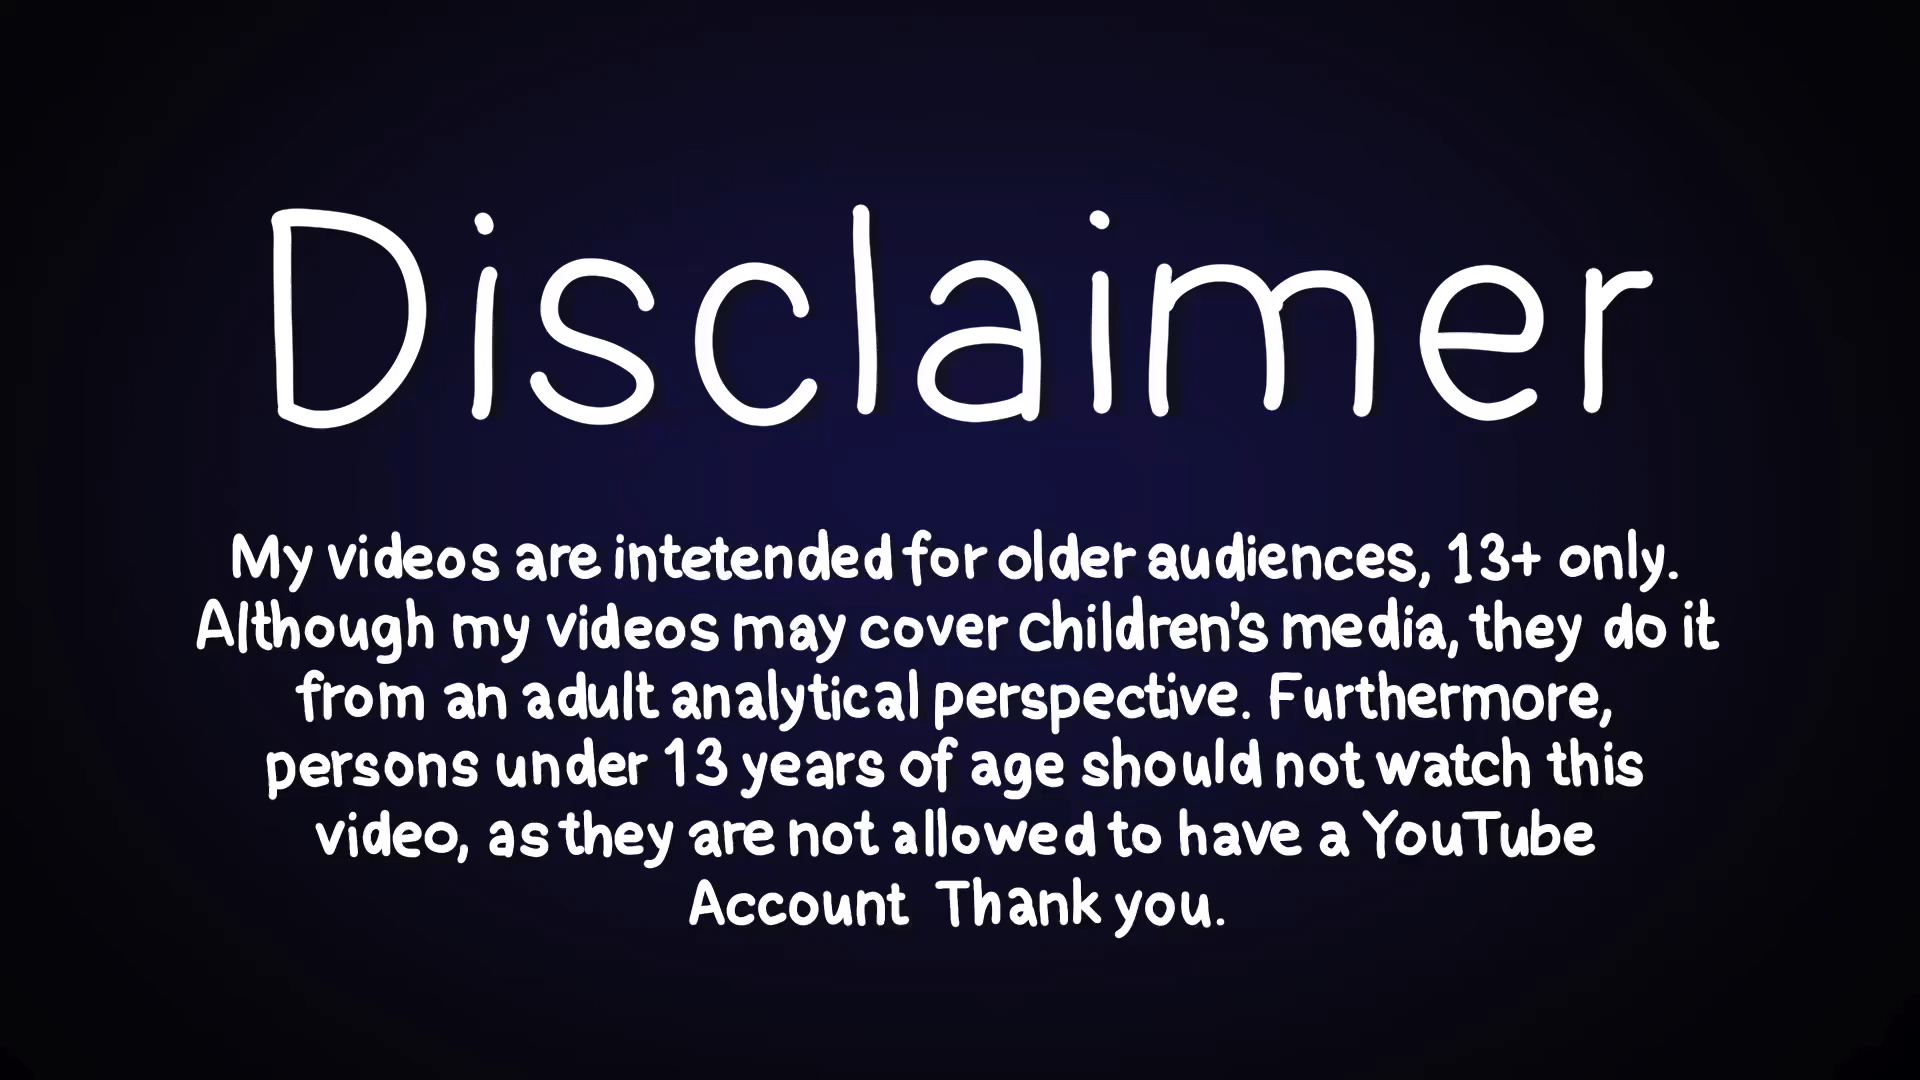 Disclaimer
My videos are intetended for older audiences, 13+ only.
Although my videos may cover children's media, they do it
from an adult analytical perspective. Furthermore,
persons under 13 years of age should not watch this
video, as they are not allowed to have a YouTube
Account Thank you.